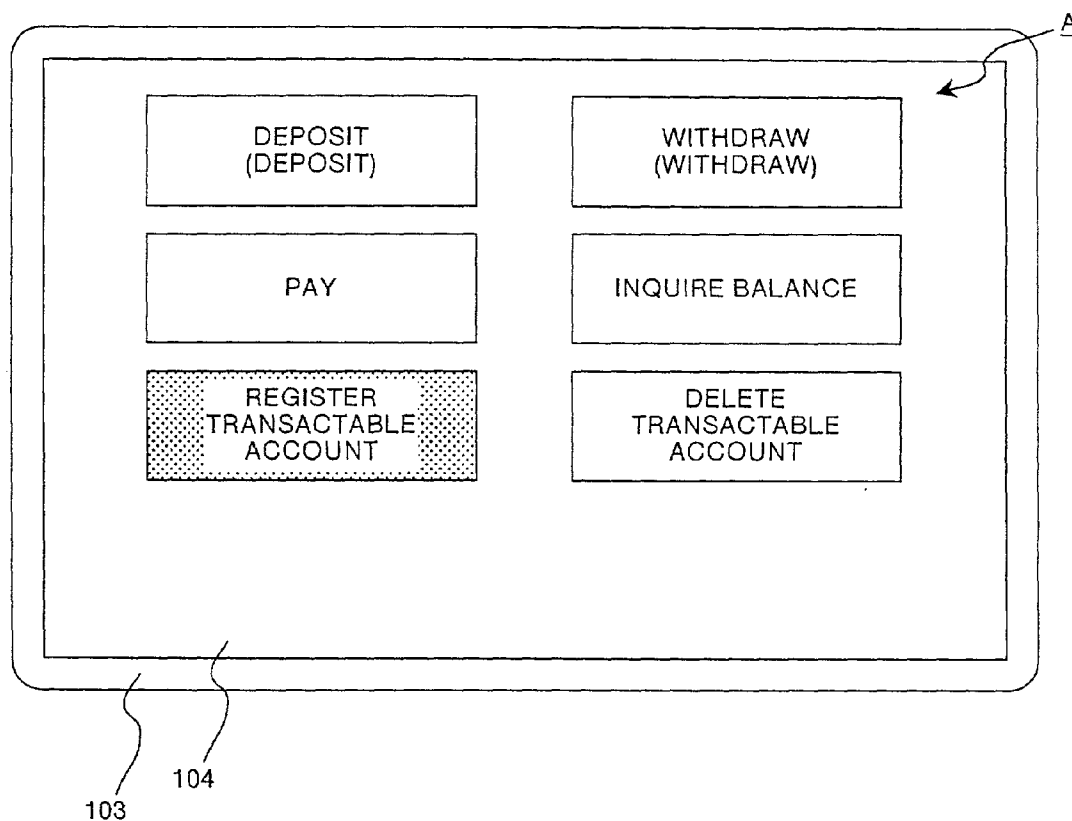 A
DEPOSIT
(DEPOSIT)
WITHDRAW
(WITHDRAW)
PAY
INQUIRE BALANCE
REGISTER
TRANSACTABLE
ACCOUNT
DELETE
TRANSACTABLE
ACCOUNT
104
103